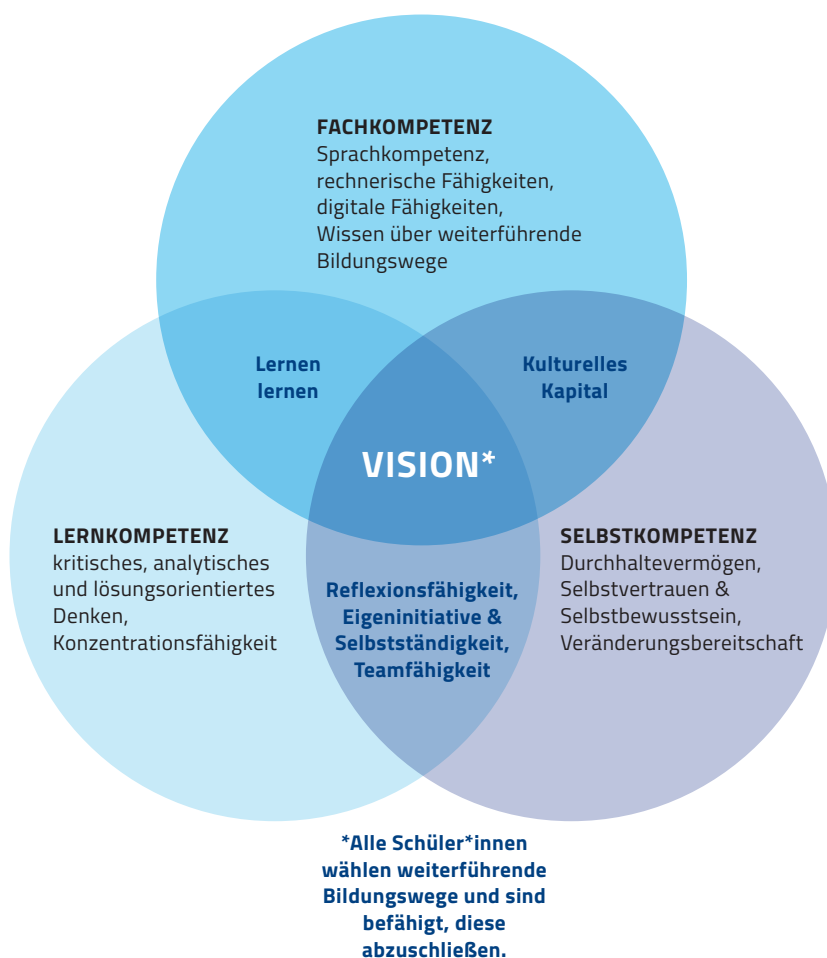 FACHKOMPETENZ
Sprachkompetenz,
rechnerische Fähigkeiten,
digitale Fähigkeiten,
Wissen über weiterführende
Bildungswege
Lernen
lernen
Kulturelles
Kapital
VISION*
LERNKOMPETENZ
kritisches, analytisches
und lösungsorientiertes
Denken,
Konzentrationsfähigkeit
Reflexionsfähigkeit,
Eigeninitiative &
Selbstständigkeit,
Teamfähigkeit
SELBSTKOMPETENZ
Durchhaltevermögen,
Selbstvertrauen &
Selbstbewusstsein,
Veränderungsbereitschaft
*Alle Schüler*innen
wählen weiterführende
Bildungswege und sind
befähigt, diese
abzuschließen.